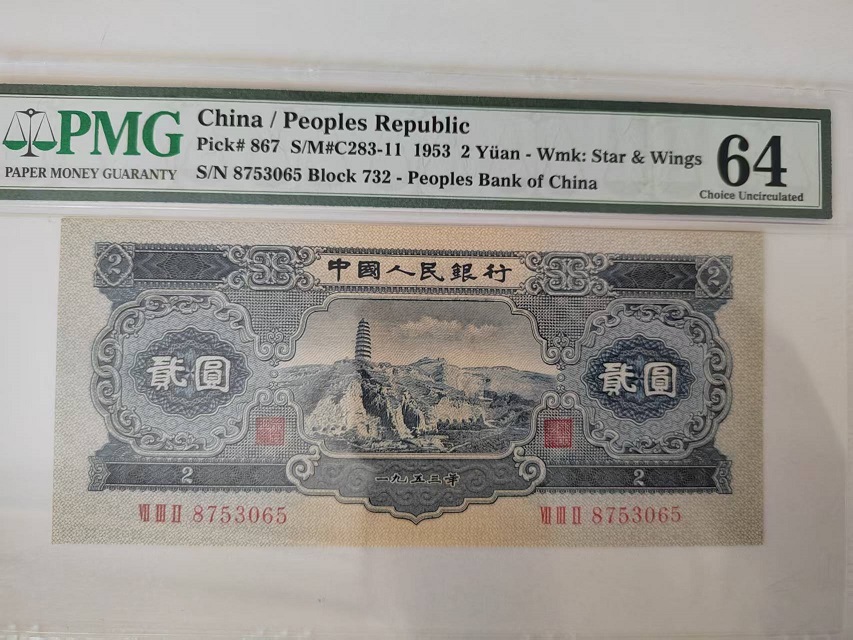 PMG
PAPER MONEY GUARANTY
China / Peoples Republic
Pick# 867 S/M#C283-11 1953 2 Yüan - Wmk: Star & Wings
S/N 8753065 Block 732 - Peoples Bank of China
64
Choice Uncirculated
中國人民銀行
2 2
貳圓 貳圓
2 2
一九五三年
VII III II 8753065 VII III II 8753065